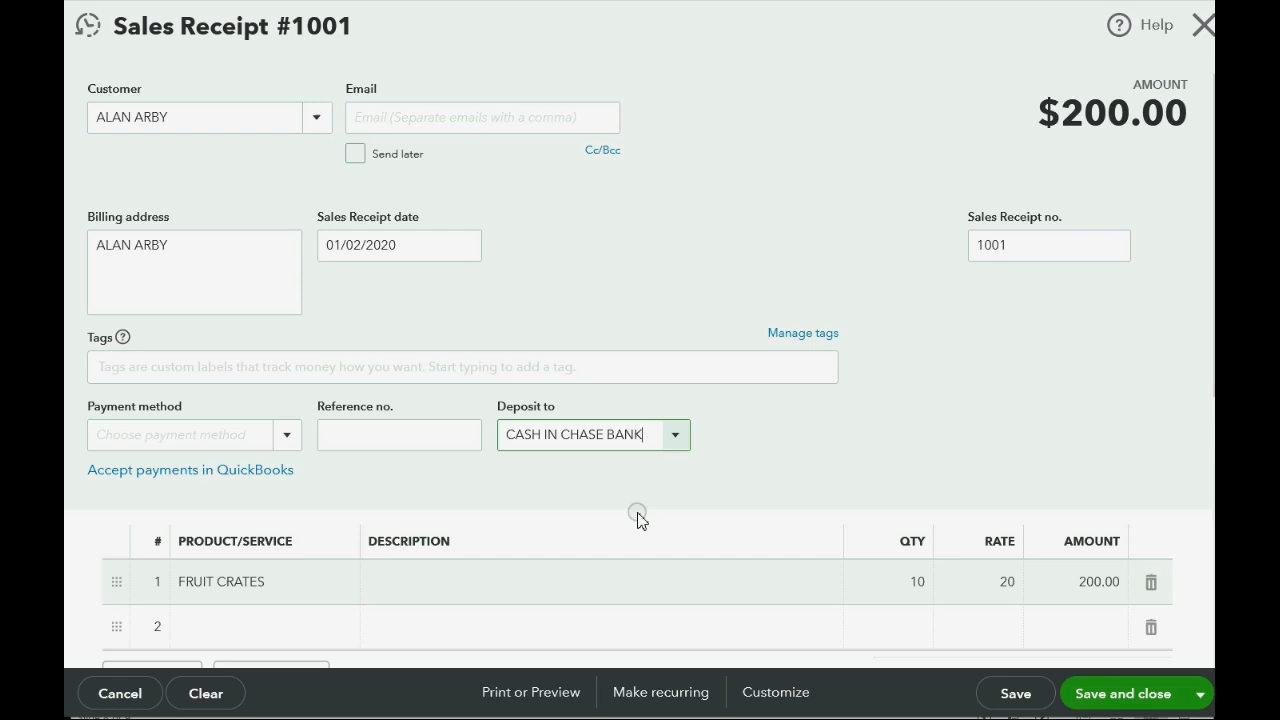 Sales Receipt #1001
Help
Customer
Email
AMOUNT
ALAN ARBY
Email (Separate emails with a comma)
$200.00
Send later
Cc/Bcc
Billing address
Sales Receipt date
Sales Receipt no.
ALAN ARBY
01/02/2020
1001
Tags
Manage tags
Tags are custom labels that track money how you want. Start typing to add a tag.
Payment method
Reference no.
Deposit to
Choose payment method
CASH IN CHASE BANK
Accept payments in QuickBooks
# PRODUCT/SERVICE DESCRIPTION QTY RATE AMOUNT
1 FRUIT CRATES 10 20 200.00
2
Cancel
Clear
Print or Preview
Make recurring
Customize
Save
Save and close